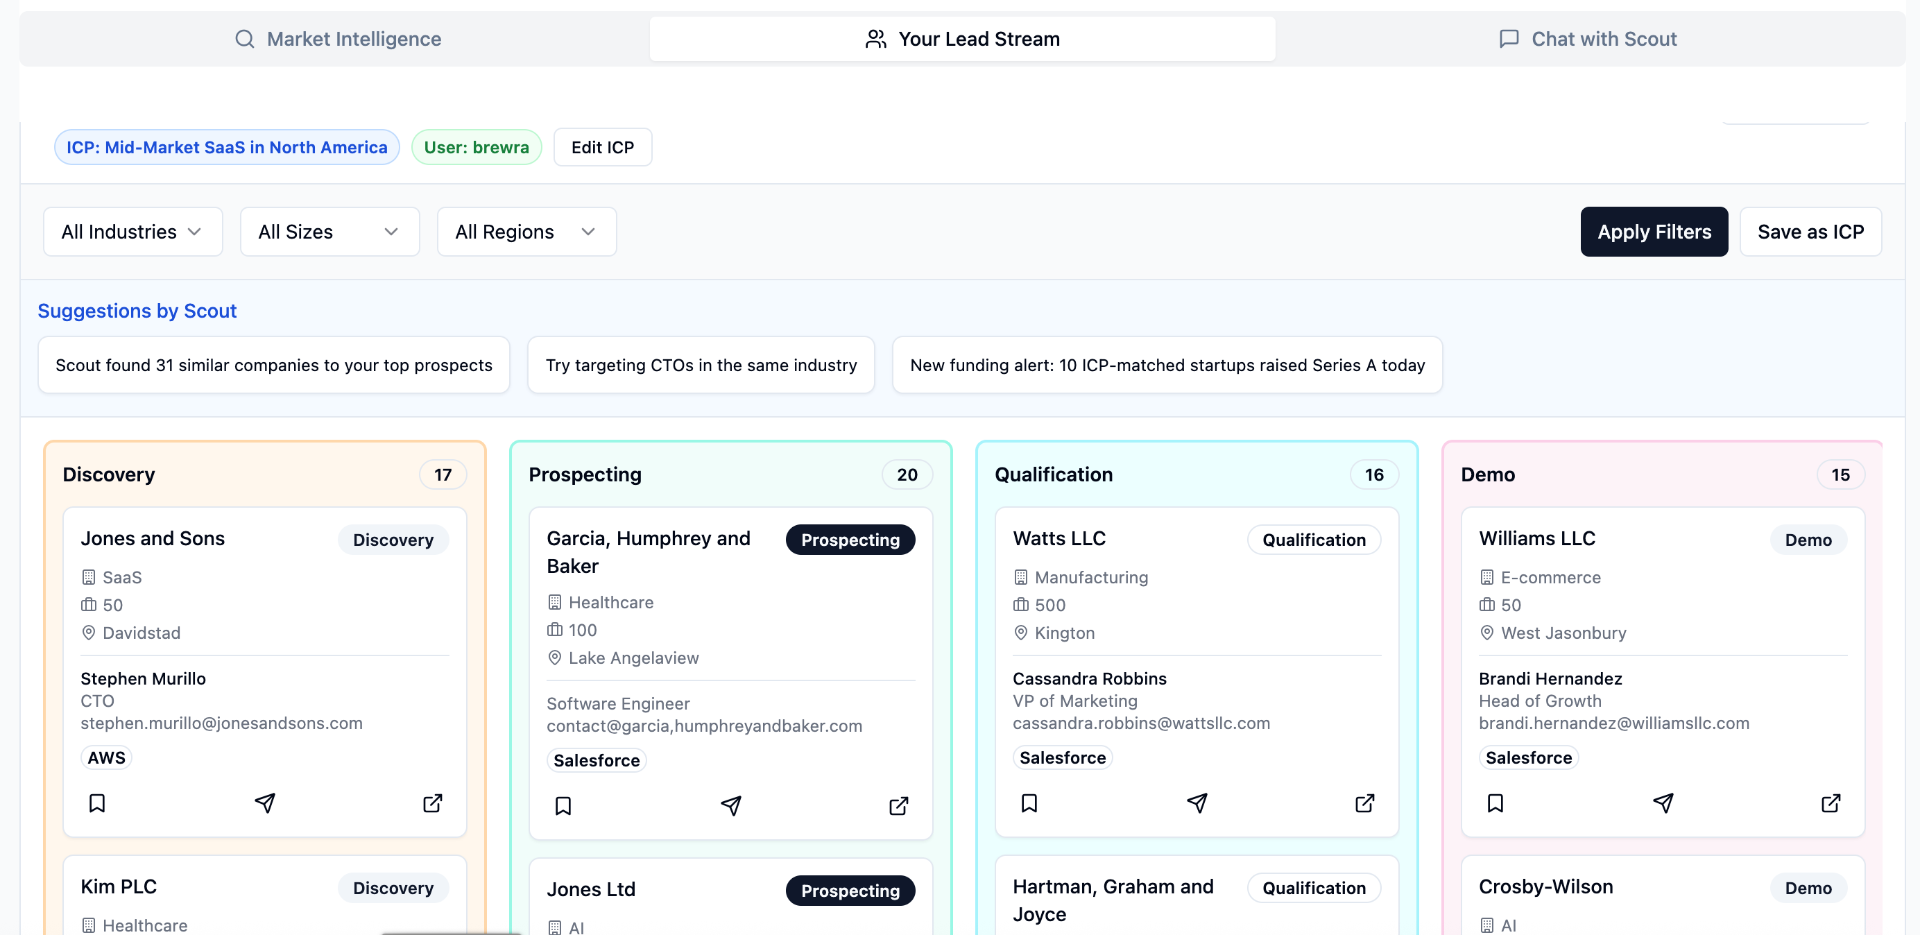 Market Intelligence
Your Lead Stream
Chat with Scout
ICP: Mid-Market SaaS in North America
User: brewra
Edit ICP
All Industries
All Sizes
All Regions
Apply Filters
Save as ICP
Suggestions by Scout
Scout found 31 similar companies to your top prospects
Try targeting CTOs in the same industry
New funding alert: 10 ICP-matched startups raised Series A today
Discovery
17
Jones and Sons
Discovery
SaaS
50
Davidstad
Stephen Murillo
CTO
stephen.murillo@jonesandsons.com
AWS
Kim PLC
Discovery
Healthcare
Prospecting
20
Garcia, Humphrey and
Baker
Prospecting
Healthcare
100
Lake Angelaview
Software Engineer
contact@garcia,humphreyandbaker.com
Salesforce
Jones Ltd
Prospecting
AI
Qualification
16
Watts LLC
Qualification
Manufacturing
500
Kington
Cassandra Robbins
VP of Marketing
cassandra.robbins@wattsllc.com
Salesforce
Hartman, Graham and
Joyce
Qualification
Demo
15
Williams LLC
Demo
E-commerce
50
West Jasonbury
Brandi Hernandez
Head of Growth
brandi.hernandez@williamsllc.com
Salesforce
Crosby-Wilson
Demo
AI